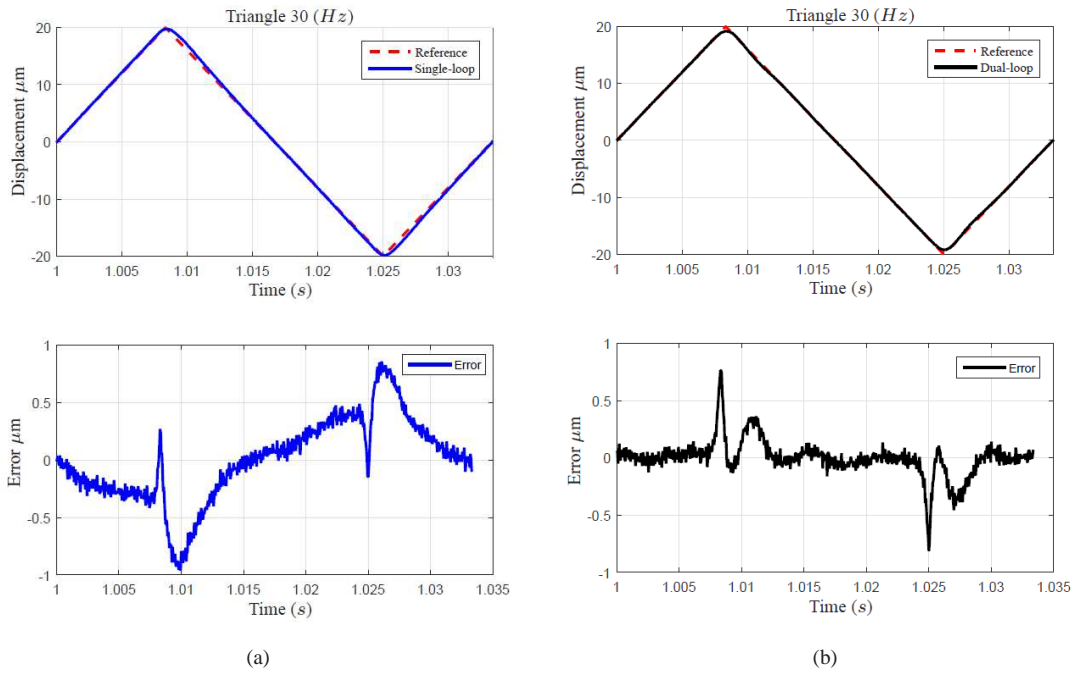 Triangle 30 (Hz)
Displacement μm
20
10
0
-10
-20
Reference
Single-loop
1
1.005
1.01
1.015
1.02
1.025
1.03
Time (s)
Triangle 30 (Hz)
Displacement μm
20
10
0
-10
-20
Reference
Dual-loop
1
1.005
1.01
1.015
1.02
1.025
1.03
Time (s)
Error μm
1
0.5
0
-0.5
-1
Error
1
1.005
1.01
1.015
1.02
1.025
1.03
1.035
Time (s)
(a)
Error μm
1
0.5
0
-0.5
-1
Error
1
1.005
1.01
1.015
1.02
1.025
1.03
1.035
Time (s)
(b)